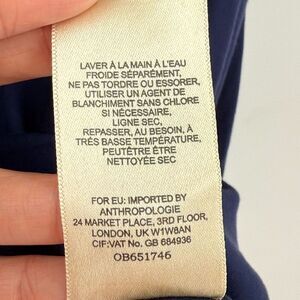 LAVER À LA MAIN À L'EAU
FROIDE SÉPARÉMENT,
NE PAS TORDRE OU ESSORER,
UTILISER UN AGENT DE
BLANCHIMENT SANS CHLORE
SI NÉCESSAIRE,
LIGNE SEC,
REPASSER, AU BESOIN, À
TRÈS BASSE TEMPÉRATURE,
PEUTÊTRE ÊTRE
NETTOYÉE SEC
FOR EU: IMPORTED BY
ANTHROPOLOGIE
24 MARKET PLACE, 3RD FLOOR,
LONDON, UK W1W8AN
CIF:VAT No. GB 684936
OB651746